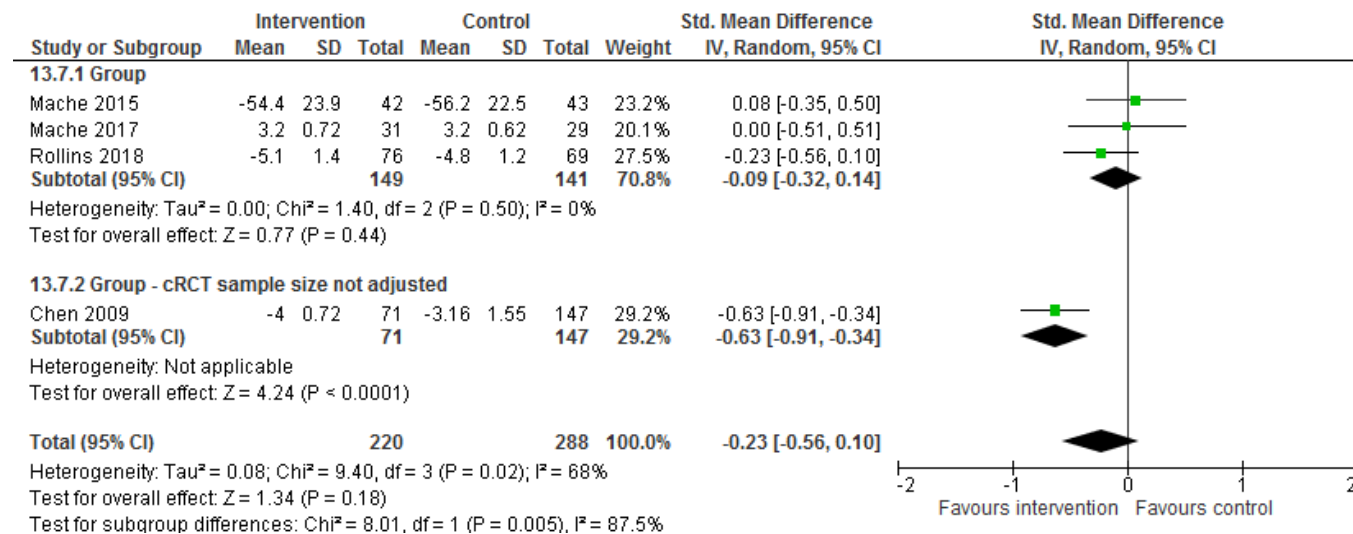 Intervention Control Std. Mean Difference Std. Mean Difference
Study or Subgroup Mean SD Total Mean SD Total Weight IV, Random, 95% CI IV, Random, 95% CI
13.7.1 Group
Mache 2015 -54.4 23.9 42 -56.2 22.5 43 23.2% 0.08 [-0.35, 0.50]
Mache 2017 3.2 0.72 31 3.2 0.62 29 20.1% 0.00 [-0.51, 0.51]
Rollins 2018 -5.1 1.4 76 -4.8 1.2 69 27.5% -0.23 [-0.56, 0.10]
Subtotal (95% CI) 149 141 70.8% -0.09 [-0.32, 0.14]
Heterogeneity: Tau² = 0.00; Chi² = 1.40, df = 2 (P = 0.50); I² = 0%
Test for overall effect: Z = 0.77 (P = 0.44)
13.7.2 Group - cRCT sample size not adjusted
Chen 2009 -4 0.72 71 -3.16 1.55 147 29.2% -0.63 [-0.91, -0.34]
Subtotal (95% CI) 71 147 29.2% -0.63 [-0.91, -0.34]
Heterogeneity: Not applicable
Test for overall effect: Z = 4.24 (P < 0.0001)
Total (95% CI) 220 288 100.0% -0.23 [-0.56, 0.10]
Heterogeneity: Tau² = 0.08; Chi² = 9.40, df = 3 (P = 0.02); I² = 68%
Test for overall effect: Z = 1.34 (P = 0.18)
Test for subgroup differences: Chi² = 8.01, df = 1 (P = 0.005), I² = 87.5%
-2 -1 0 1 2
Favours intervention Favours control